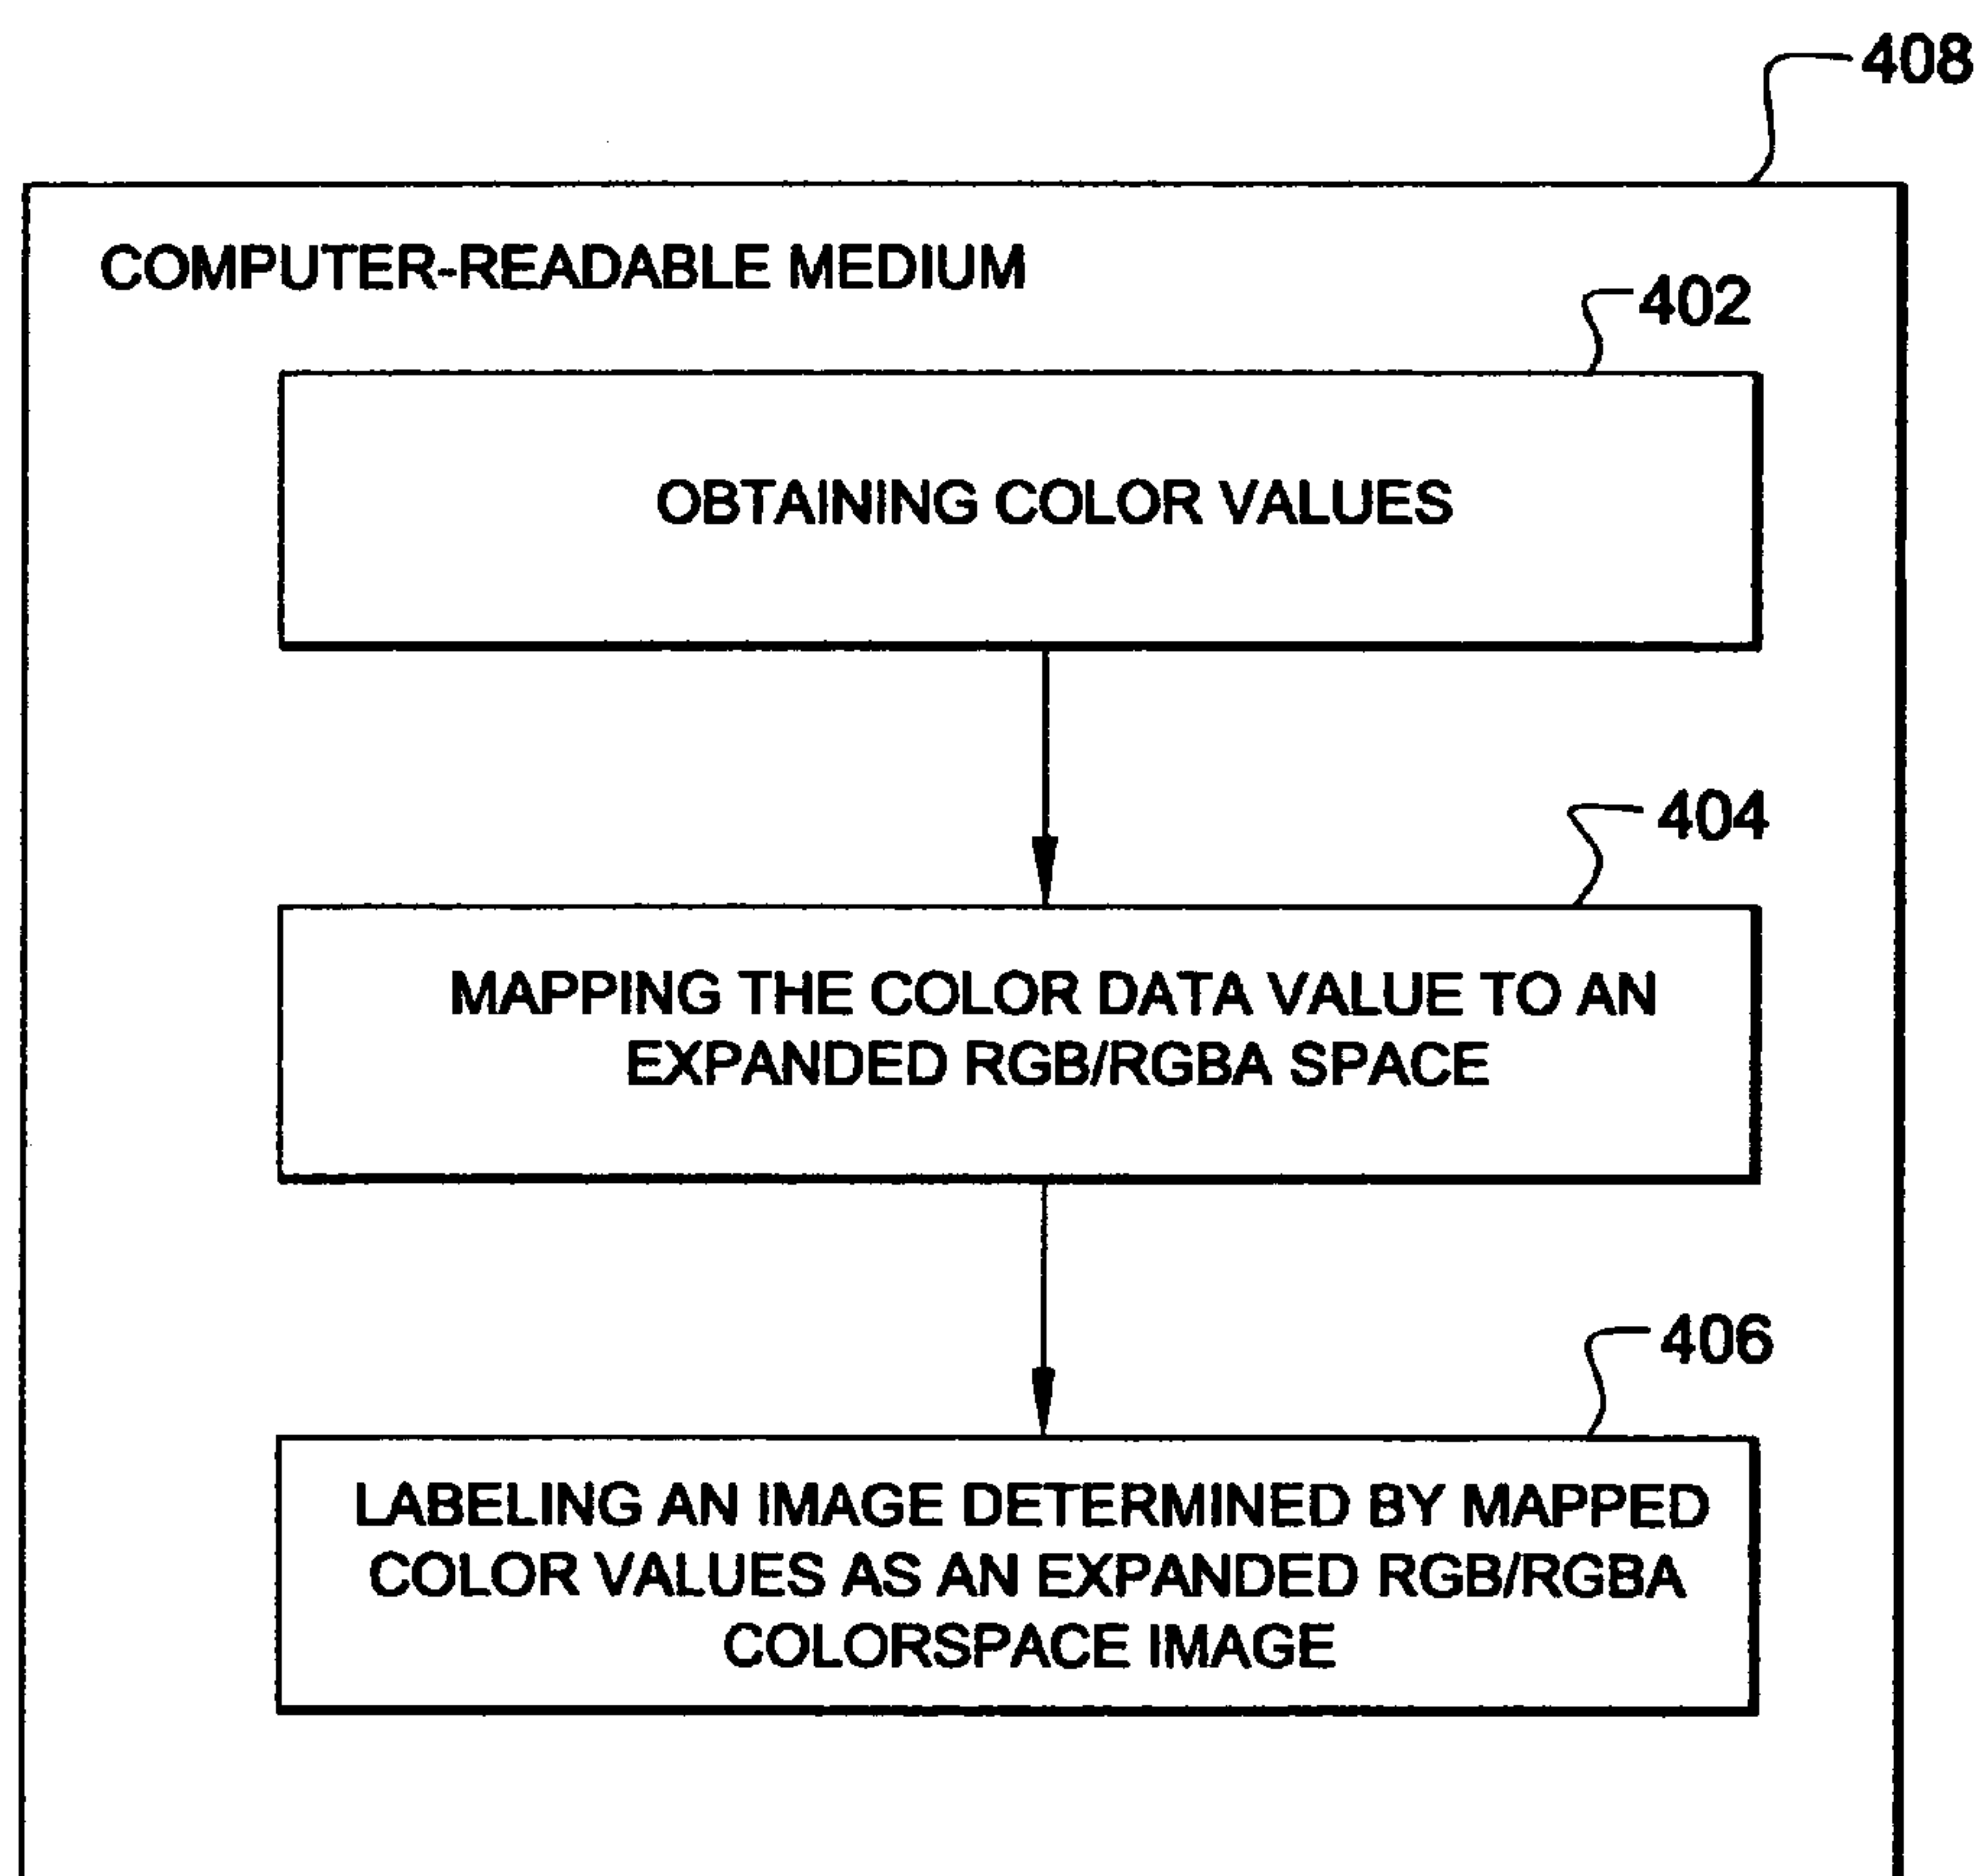 408
COMPUTER-READABLE MEDIUM
402
OBTAINING COLOR VALUES
404
MAPPING THE COLOR DATA VALUE TO AN
EXPANDED RGB/RGBA SPACE
406
LABELING AN IMAGE DETERMINED BY MAPPED
COLOR VALUES AS AN EXPANDED RGB/RGBA
COLORSPACE IMAGE